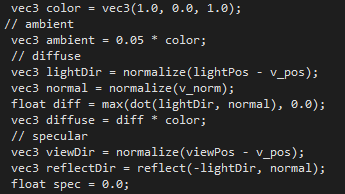 vec3 color = vec3(1.0, 0.0, 1.0);
// ambient
vec3 ambient = 0.05 * color;
// diffuse
vec3 lightDir = normalize(lightPos - v_pos);
vec3 normal = normalize(v_norm);
float diff = max(dot(lightDir, normal), 0.0);
vec3 diffuse = diff * color;
// specular
vec3 viewDir = normalize(viewPos - v_pos);
vec3 reflectDir = reflect(-lightDir, normal);
float spec = 0.0;